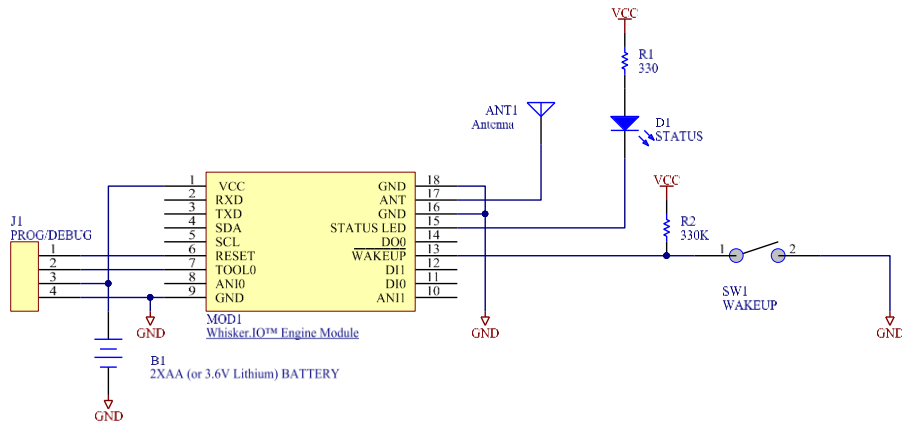 VCC
R1
330
ANT1
Antenna
D1
STATUS
VCC
R2
330K
J1
PROG/DEBUG
1
2
3
4
1 VCC GND 18
2 RXD ANT 17
3 TXD GND 16
4 SDA STATUS LED 15
5 SCL DO0 14
6 RESET WAKEUP 13
7 TOOL0 DI1 12
8 ANI0 DI0 11
9 GND ANI1 10
1 2
SW1
WAKEUP
MOD1
Whisker.IO™ Engine Module
GND
GND
GND
B1
2XAA (or 3.6V Lithium) BATTERY
GND